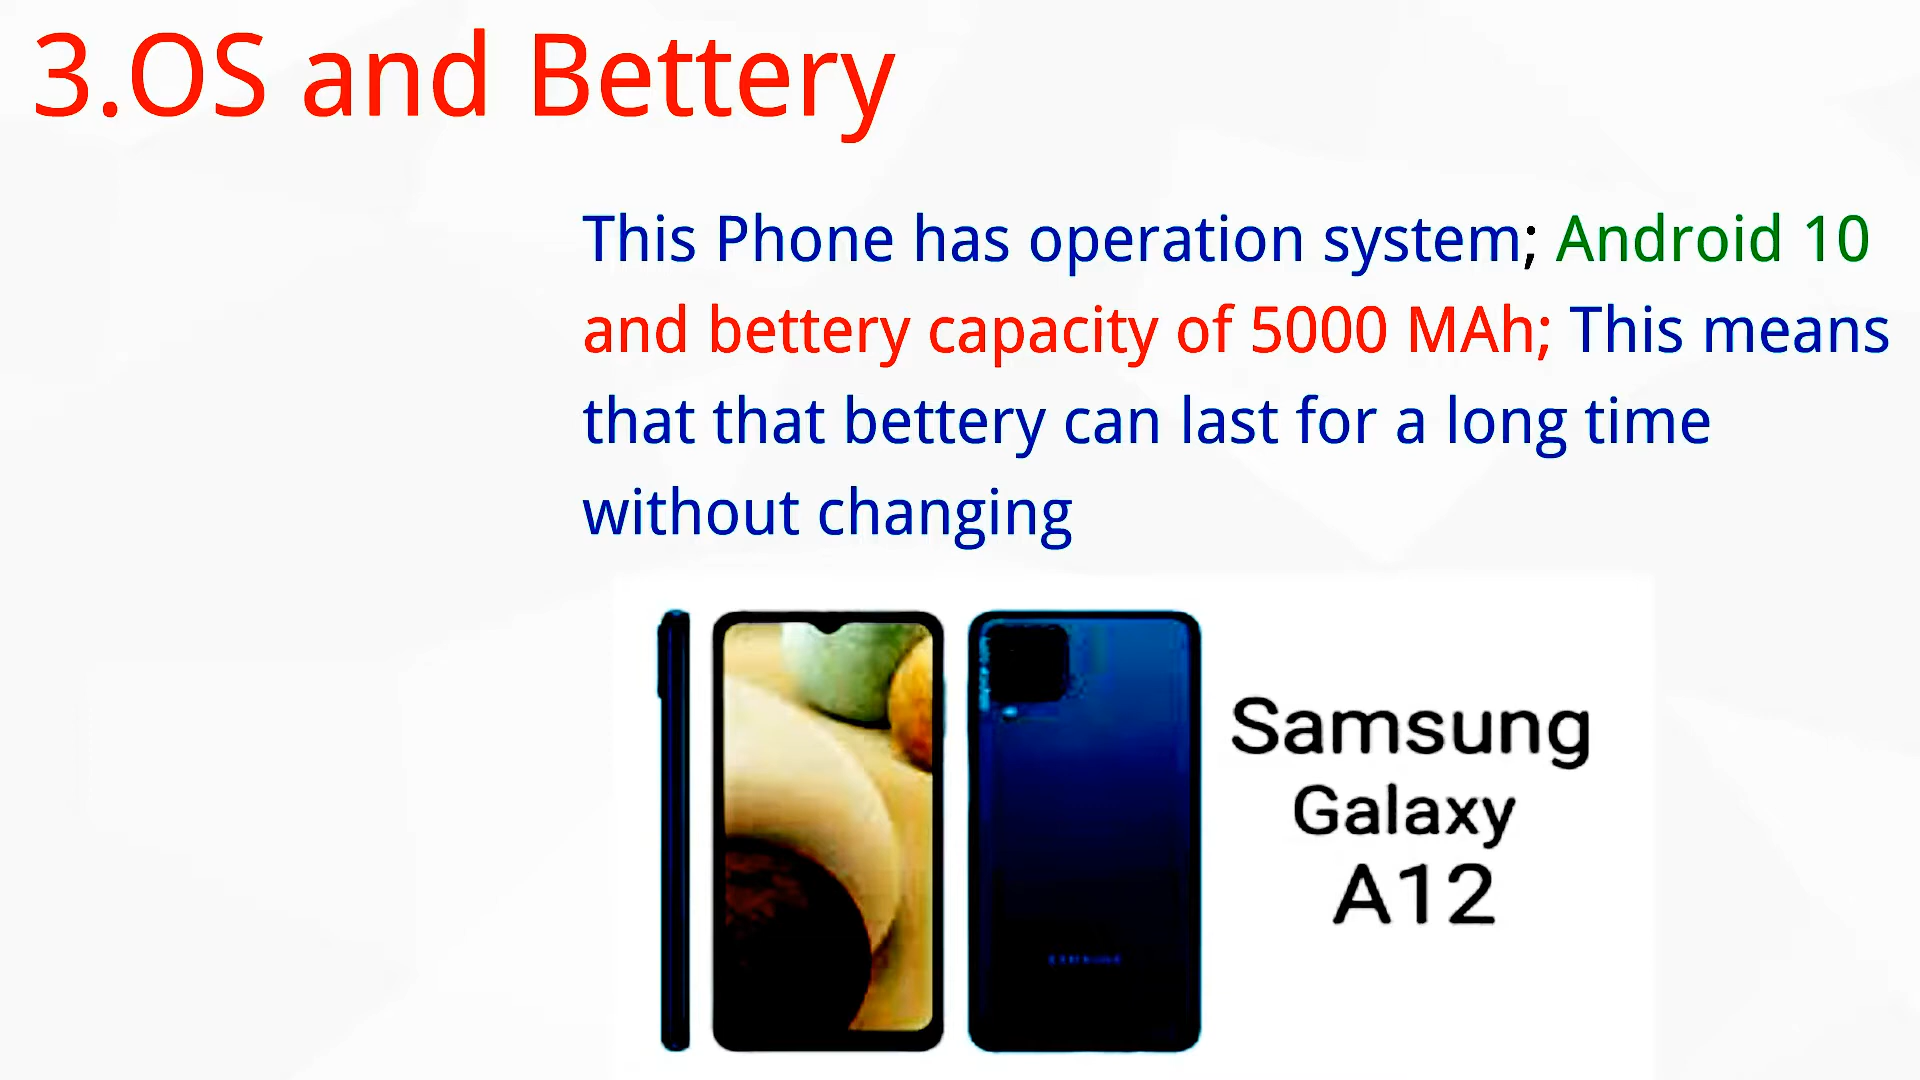 3.OS and Bettery
This Phone has operation system; Android 10
and bettery capacity of 5000 MAh; This means
that that bettery can last for a long time
without changing
Samsung
Galaxy
A12
SAMSUNG